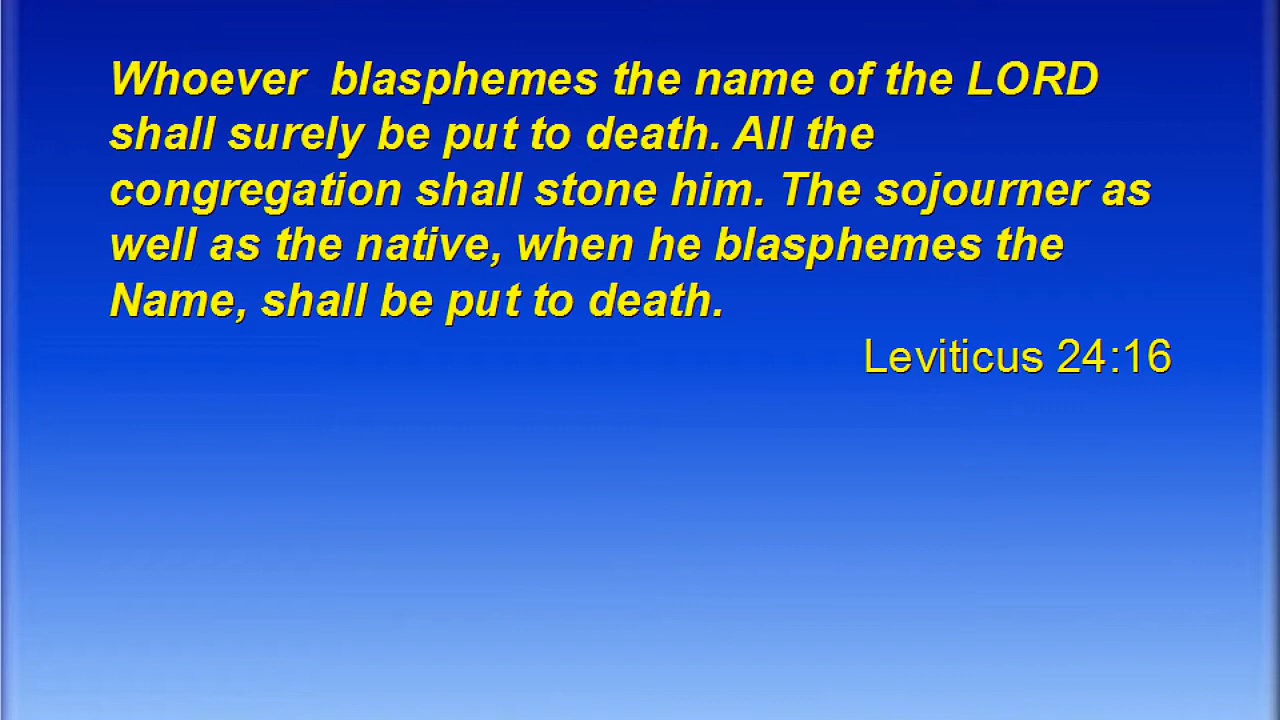 Whoever  blasphemes the name of the LORD
shall surely be put to death. All the
congregation shall stone him. The sojourner as
well as the native, when he blasphemes the
Name, shall be put to death.
Leviticus 24:16